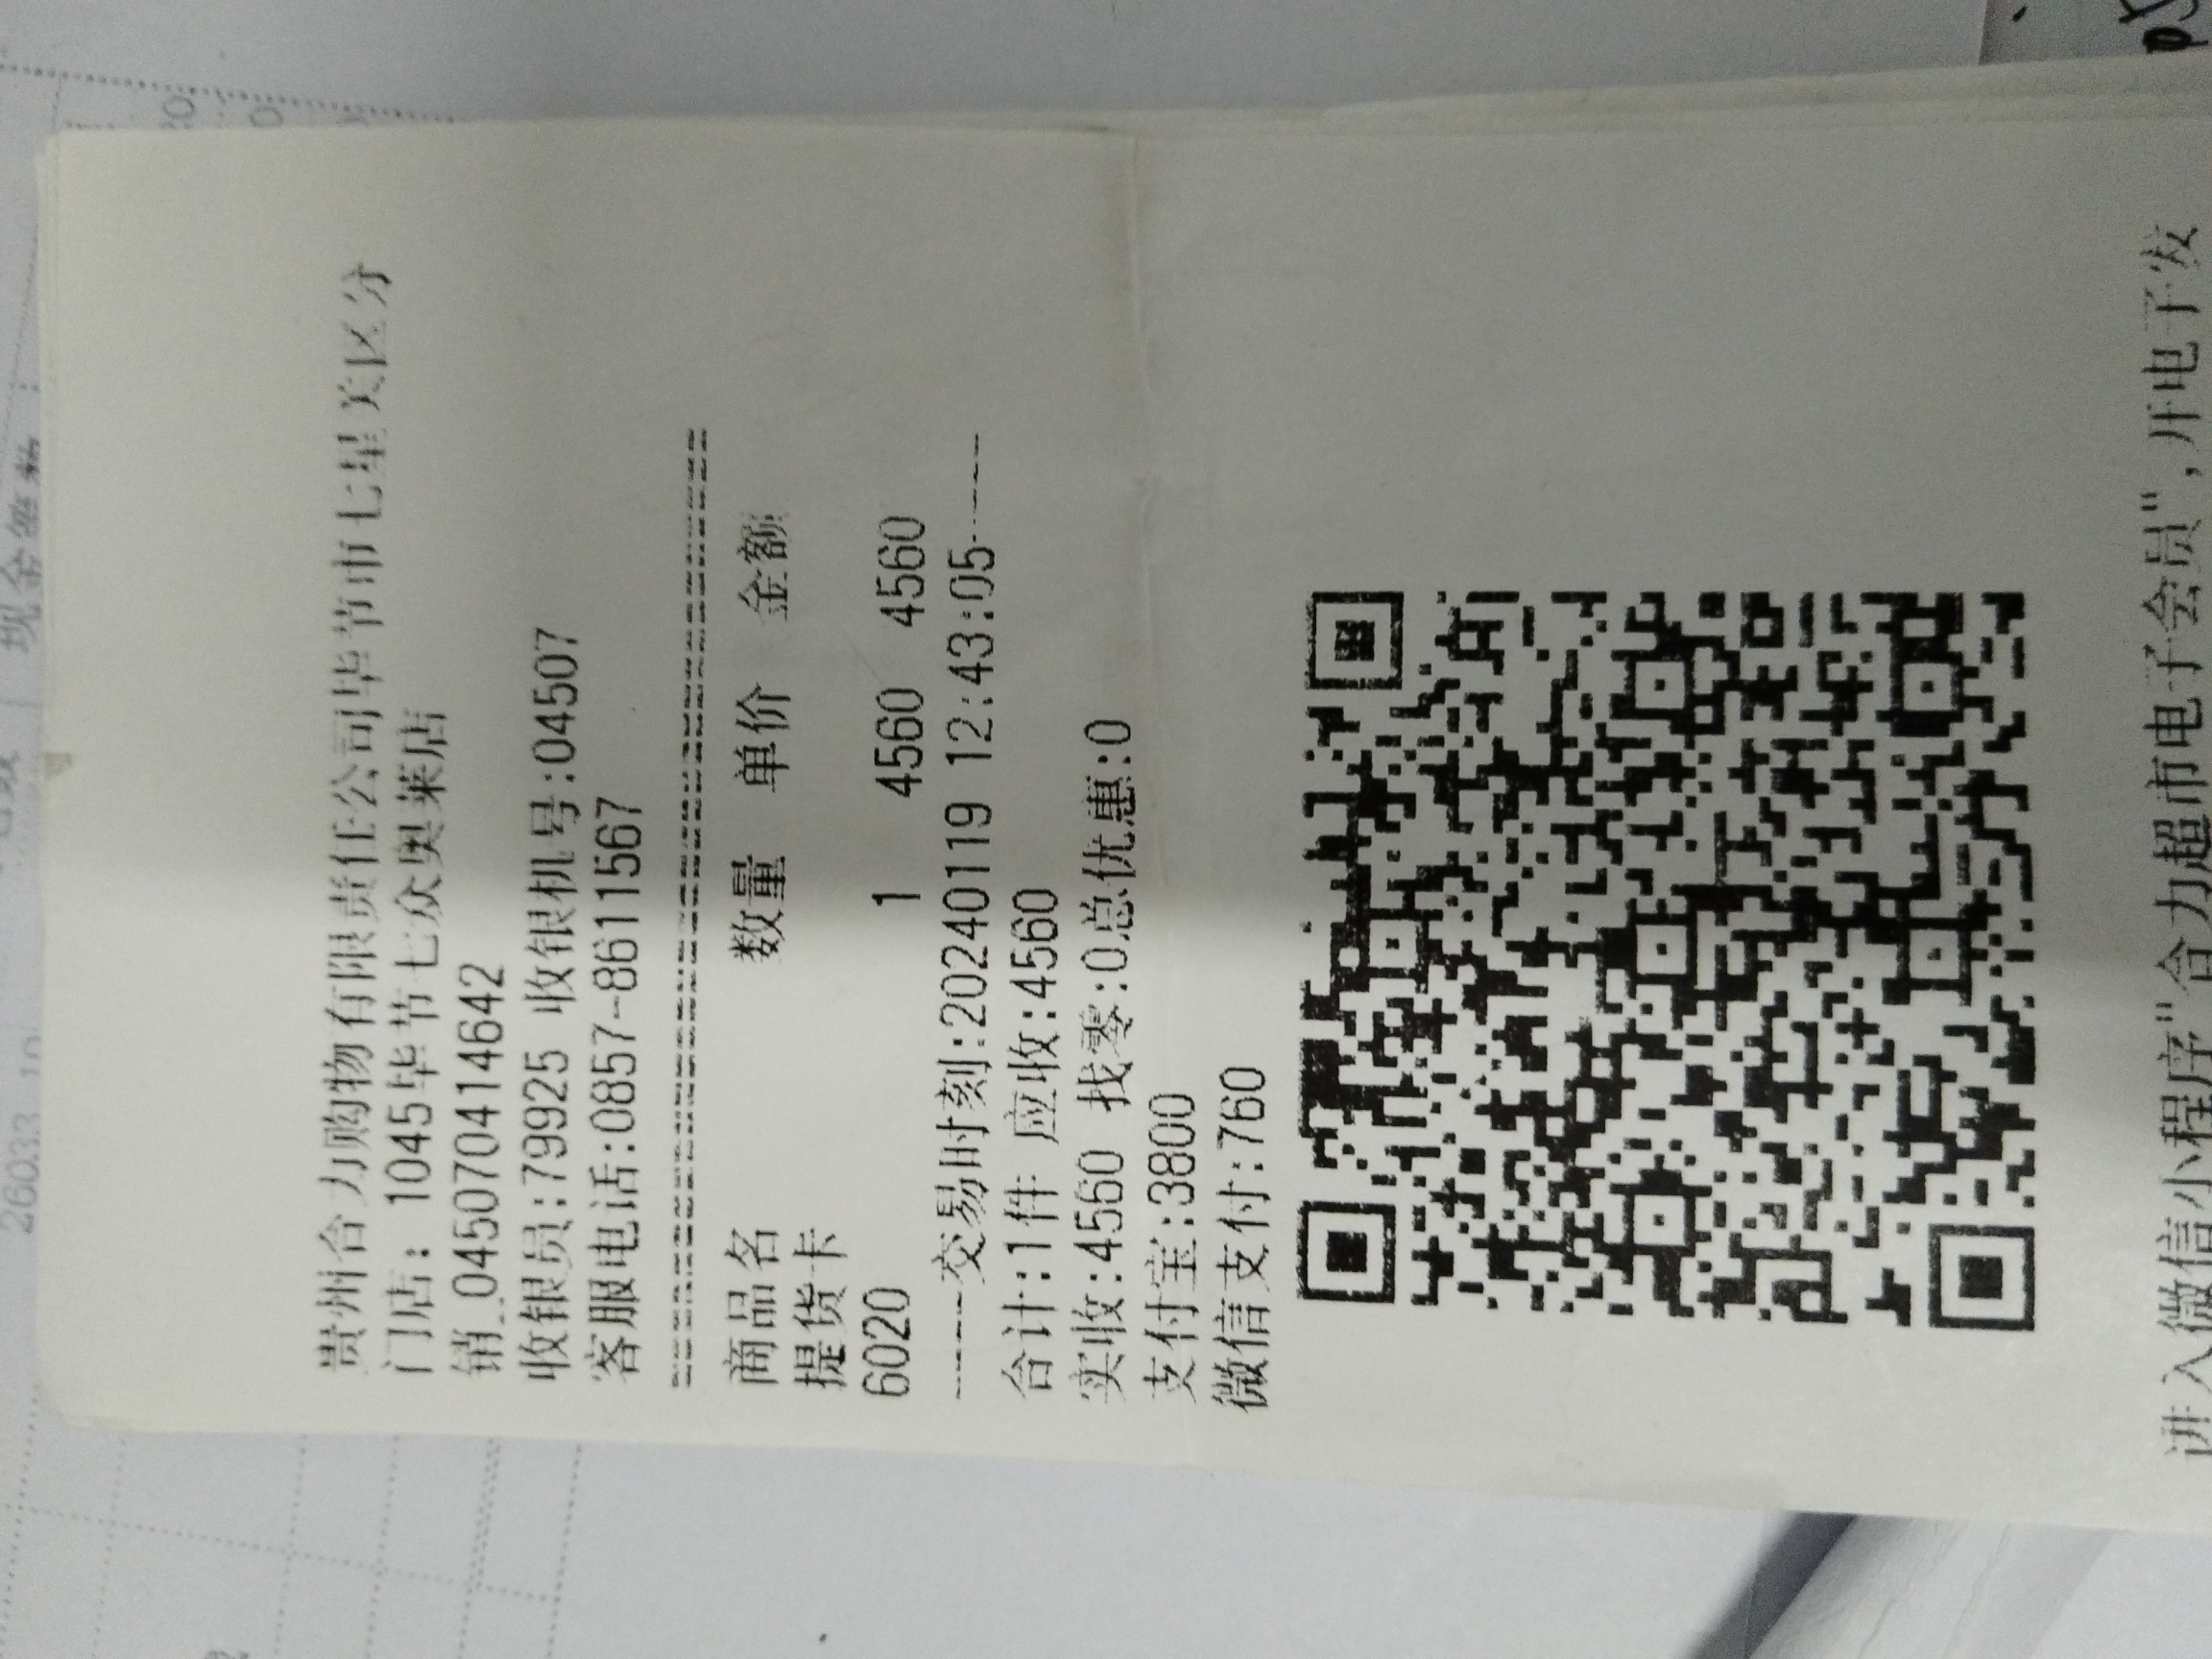 贵州合力购物有限责任公司毕节市七星关区分
门店: 1045毕节七众奥莱店
销_045070414642
收银员:79925 收银机号:04507
客服电话:0857-8611567
商品名 数量 单价 金额
提货卡
6020 1 4560 4560
-----交易时刻:20240119 12:43:05-----
合计:1件 应收:4560
实收:4560 找零:0总优惠:0
支付宝:3800
微信支付:760
进入微信小程序"合力超市电子会员",开电子发